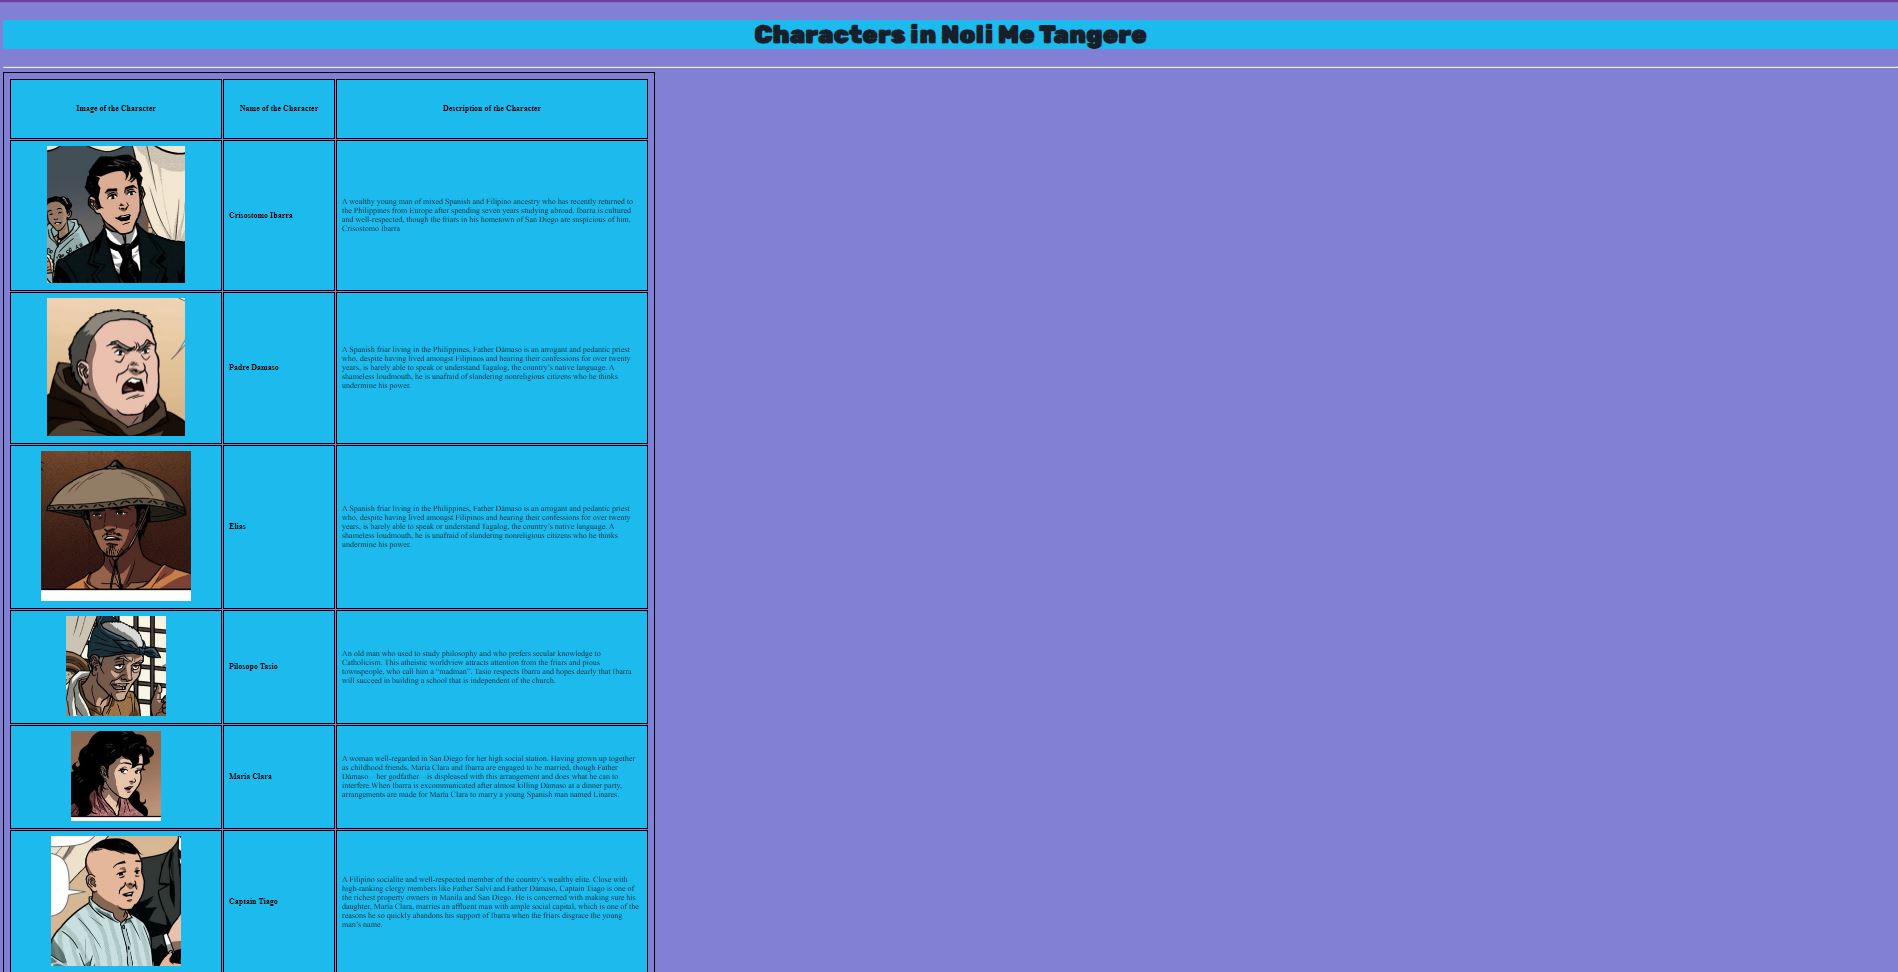 Characters in Noli Me Tangere
Image of the Character
Name of the Character
Description of the Character
Crisostomo Ibarra
A wealthy young man of mixed Spanish and Filipino ancestry who has recently returned to
the Philippines from Europe after spending seven years studying abroad. Ibarra is cultured
and well-respected, though the friars in his hometown of San Diego are suspicious of him.
Crisostomo Ibarra
Padre Damaso
A Spanish friar living in the Philippines, Father Dámaso is an arrogant and pedantic priest
who, despite having lived amongst Filipinos and hearing their confessions for over twenty
years, is barely able to speak or understand Tagalog, the country’s native language. A
shameless loudmouth, he is unafraid of slandering nonreligious citizens who he thinks
undermine his power.
Elias
A Spanish friar living in the Philippines, Father Dámaso is an arrogant and pedantic priest
who, despite having lived amongst Filipinos and hearing their confessions for over twenty
years, is barely able to speak or understand Tagalog, the country’s native language. A
shameless loudmouth, he is unafraid of slandering nonreligious citizens who he thinks
undermine his power.
Pilosopo Tasio
An old man who used to study philosophy and who prefers secular knowledge to
Catholicism. This atheistic worldview attracts attention from the friars and pious
townspeople, who call him a “madman”. Tasio respects Ibarra and hopes dearly that Ibarra
will succeed in building a school that is independent of the church.
Maria Clara
A woman well-regarded in San Diego for her high social station. Having grown up together
as childhood friends, María Clara and Ibarra are engaged to be married, though Father
Dámaso—her godfather—is displeased with this arrangement and does what he can to
interfere.When Ibarra is excommunicated after almost killing Dámaso at a dinner party,
arrangements are made for María Clara to marry a young Spanish man named Linares.
Captain Tiago
A Filipino socialite and well-respected member of the country’s wealthy elite. Close with
high-ranking clergy members like Father Salví and Father Dámaso, Captain Tiago is one of
the richest property owners in Manila and San Diego. He is concerned with making sure his
daughter, María Clara, marries an affluent man with ample social capital, which is one of the
reasons he so quickly abandons his support of Ibarra when the friars disgrace the young
man’s name.